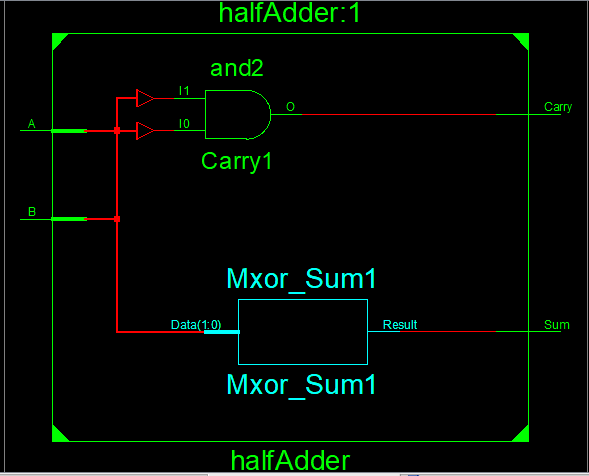 halfAdder:1
and2
I1
O
Carry
A
I0
Carry1
B
Mxor_Sum1
Data(1:0)
Result
Sum
Mxor_Sum1
halfAdder